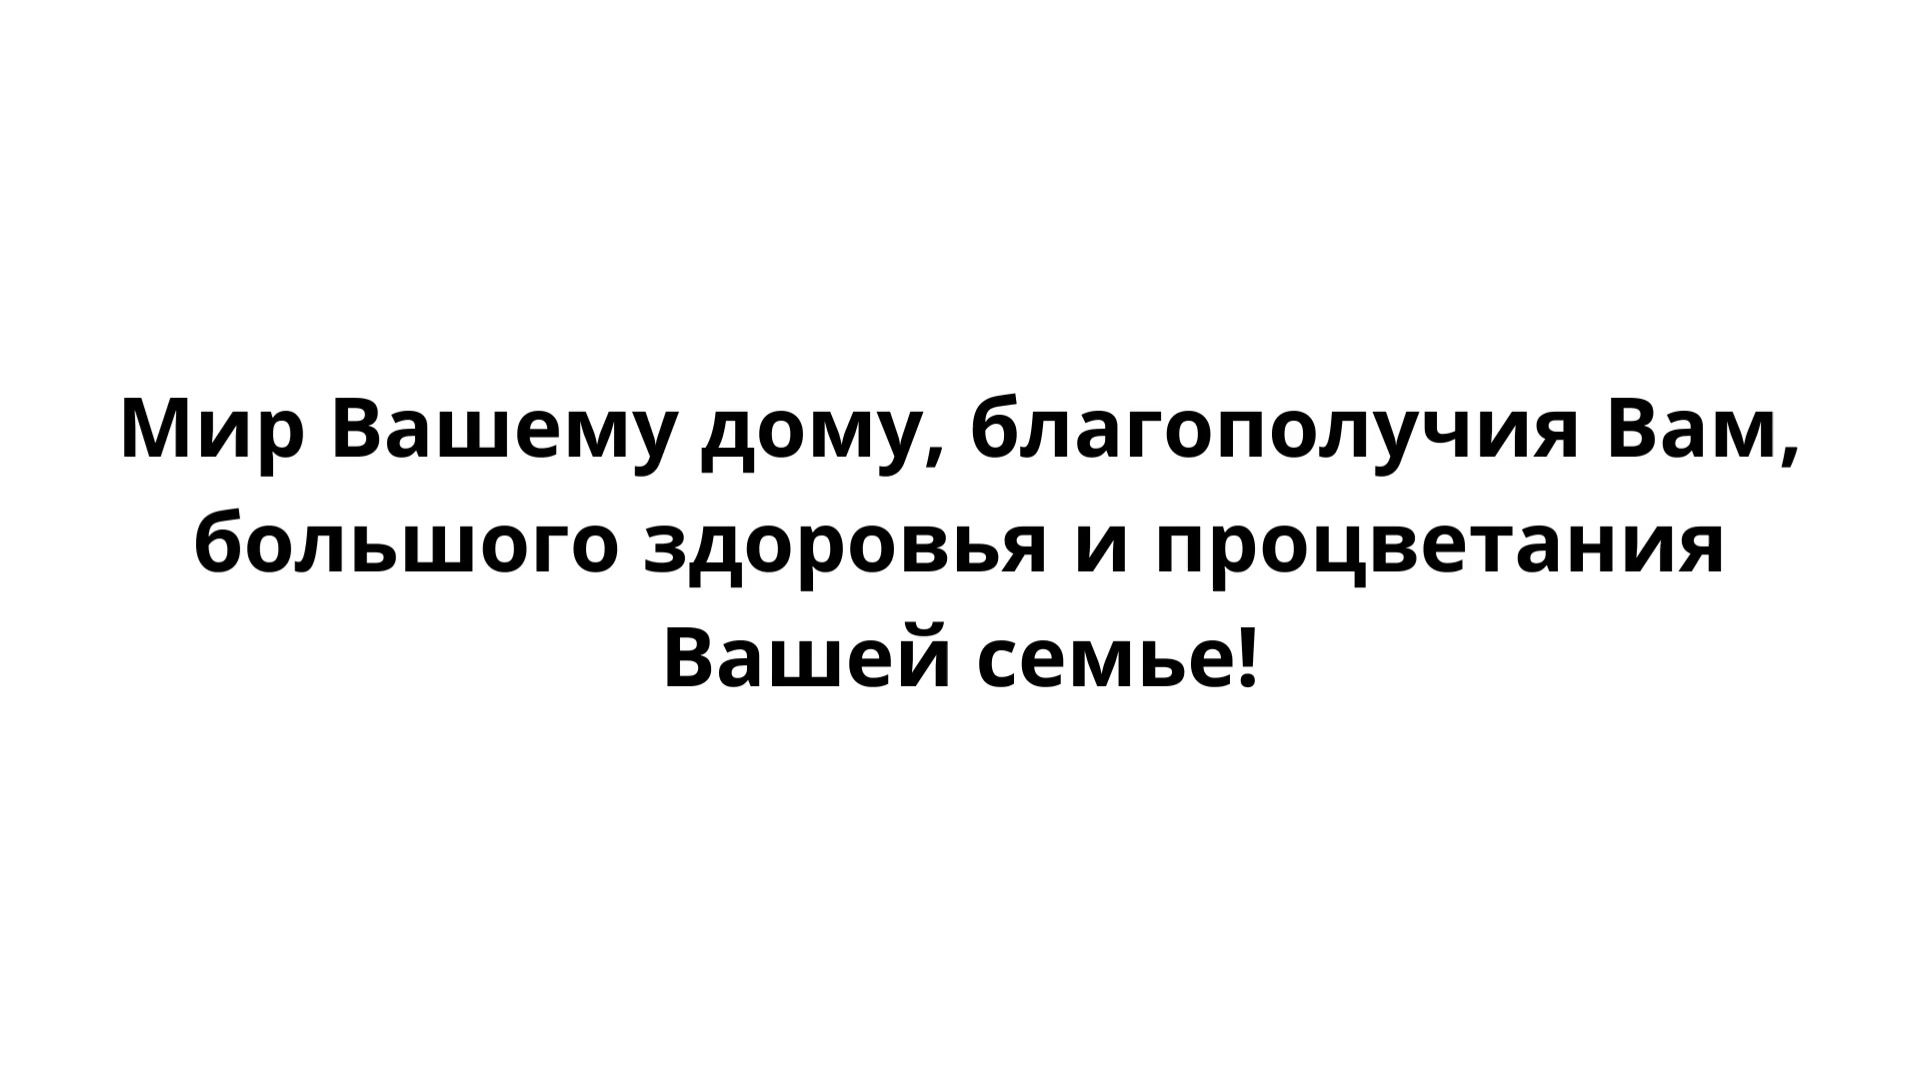 Мир Вашему дому, благополучия Вам,
большого здоровья и процветания
Вашей семье!